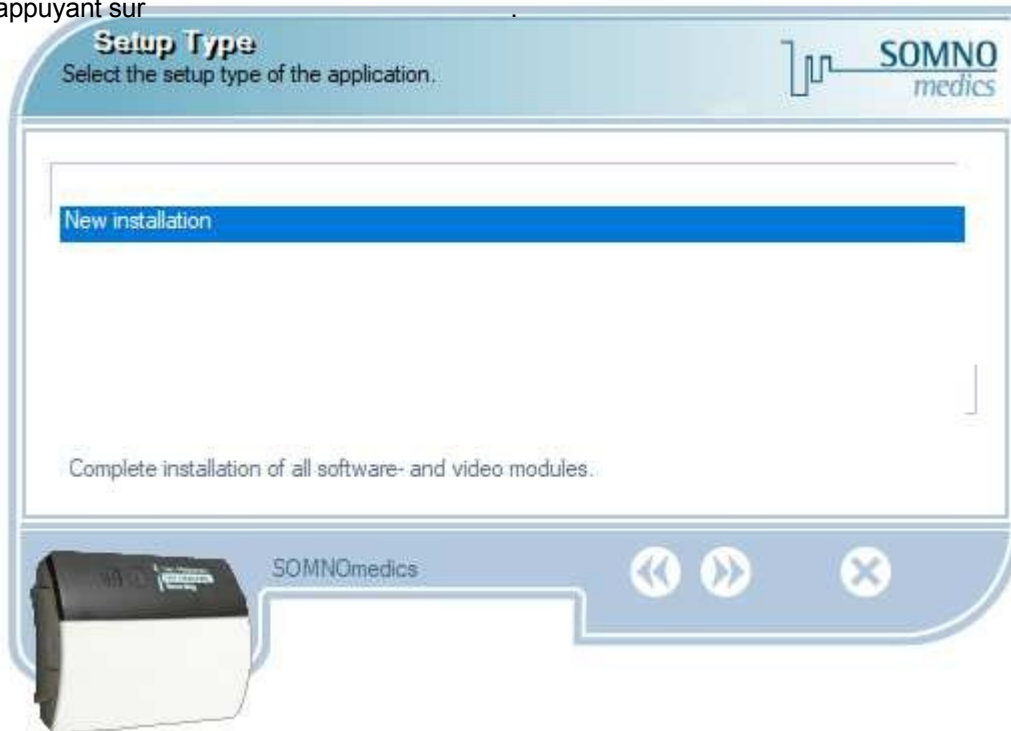 appuyant sur .
Setup Type
Select the setup type of the application.
SOMNO
medics
New installation
Complete installation of all software- and video modules.
SOMNOmedics